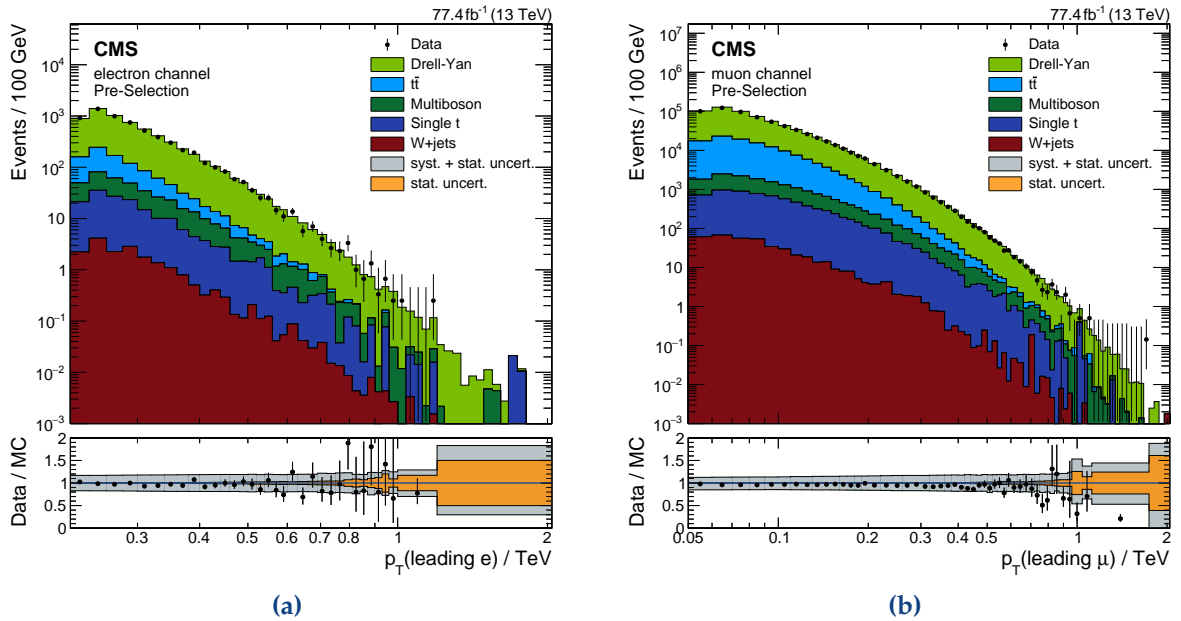 77.4 fb⁻¹ (13 TeV)
CMS
electron channel
Pre-Selection
Data
Drell-Yan
tt̄
Multiboson
Single t
W+jets
syst. + stat. uncert.
stat. uncert.
Events / 100 GeV
10⁴
10³
10²
10
1
10⁻¹
10⁻²
10⁻³
Data / MC
2
1.5
1
0.5
0
0.3
0.4
0.5
0.6
0.7
0.8
1
2
p_T(leading e) / TeV
(a)
77.4 fb⁻¹ (13 TeV)
CMS
muon channel
Pre-Selection
Data
Drell-Yan
tt̄
Multiboson
Single t
W+jets
syst. + stat. uncert.
stat. uncert.
Events / 100 GeV
10⁷
10⁶
10⁵
10⁴
10³
10²
10
1
10⁻¹
10⁻²
10⁻³
Data / MC
2
1.5
1
0.5
0
0.05
0.1
0.2
0.3
0.4
0.5
1
2
p_T(leading μ) / TeV
(b)